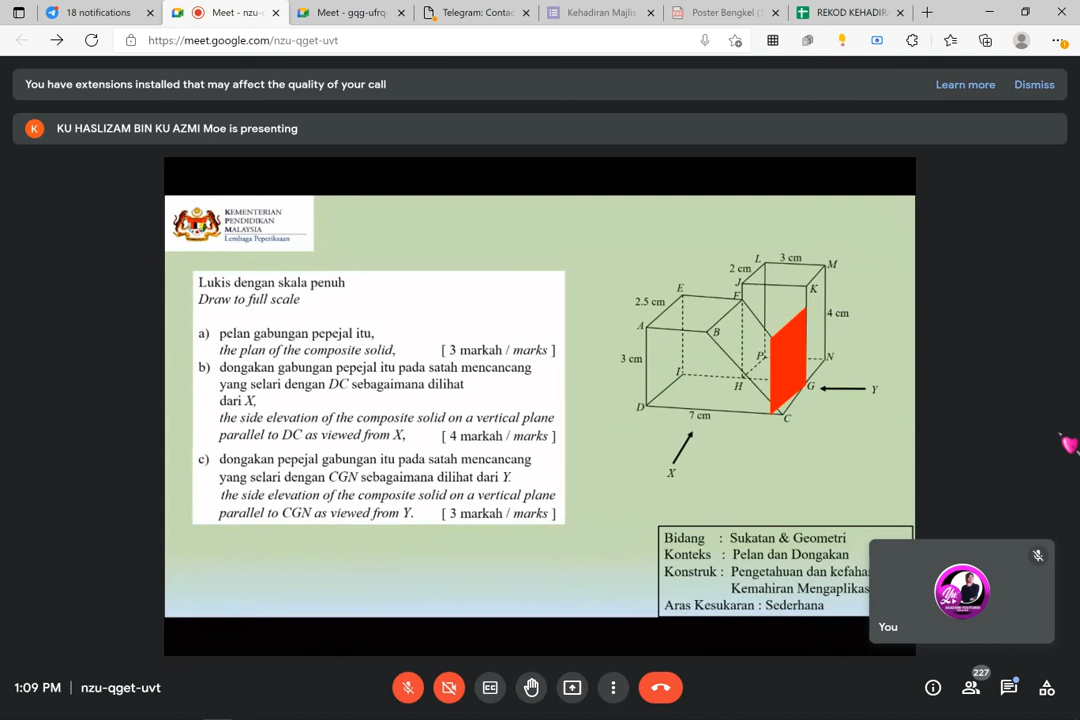 18 notifications
Meet - nzu-
Meet - gqg-ufrq-
Telegram: Contac
Kehadiran Majlis
Poster Bengkel (1
REKOD KEHADIRA
https://meet.google.com/nzu-qget-uvt
You have extensions installed that may affect the quality of your call
Learn more
Dismiss
K
KU HASLIZAM BIN KU AZMI Moe is presenting
KEMENTERIAN
PENDIDIKAN
MALAYSIA
Lembaga Peperiksaan
Lukis dengan skala penuh
Draw to full scale
a) pelan gabungan pepejal itu,
the plan of the composite solid, [ 3 markah / marks ]
b) dongakan gabungan pepejal itu pada satah mencancang
yang selari dengan DC sebagaimana dilihat
dari X,
the side elevation of the composite solid on a vertical plane
parallel to DC as viewed from X, [ 4 markah / marks ]
c) dongakan pepejal gabungan itu pada satah mencancang
yang selari dengan CGN sebagaimana dilihat dari Y.
the side elevation of the composite solid on a vertical plane
parallel to CGN as viewed from Y. [ 3 markah / marks ]
L 3 cm M
2 cm
J K
E F
2.5 cm
4 cm
A B
3 cm
P N
I H G Y
D
7 cm C
X
Bidang : Sukatan & Geometri
Konteks : Pelan dan Dongakan
Konstruk : Pengetahuan dan kefaha
Kemahiran Mengaplikas
Aras Kesukaran : Sederhana
You
1:09 PM | nzu-qget-uvt
227